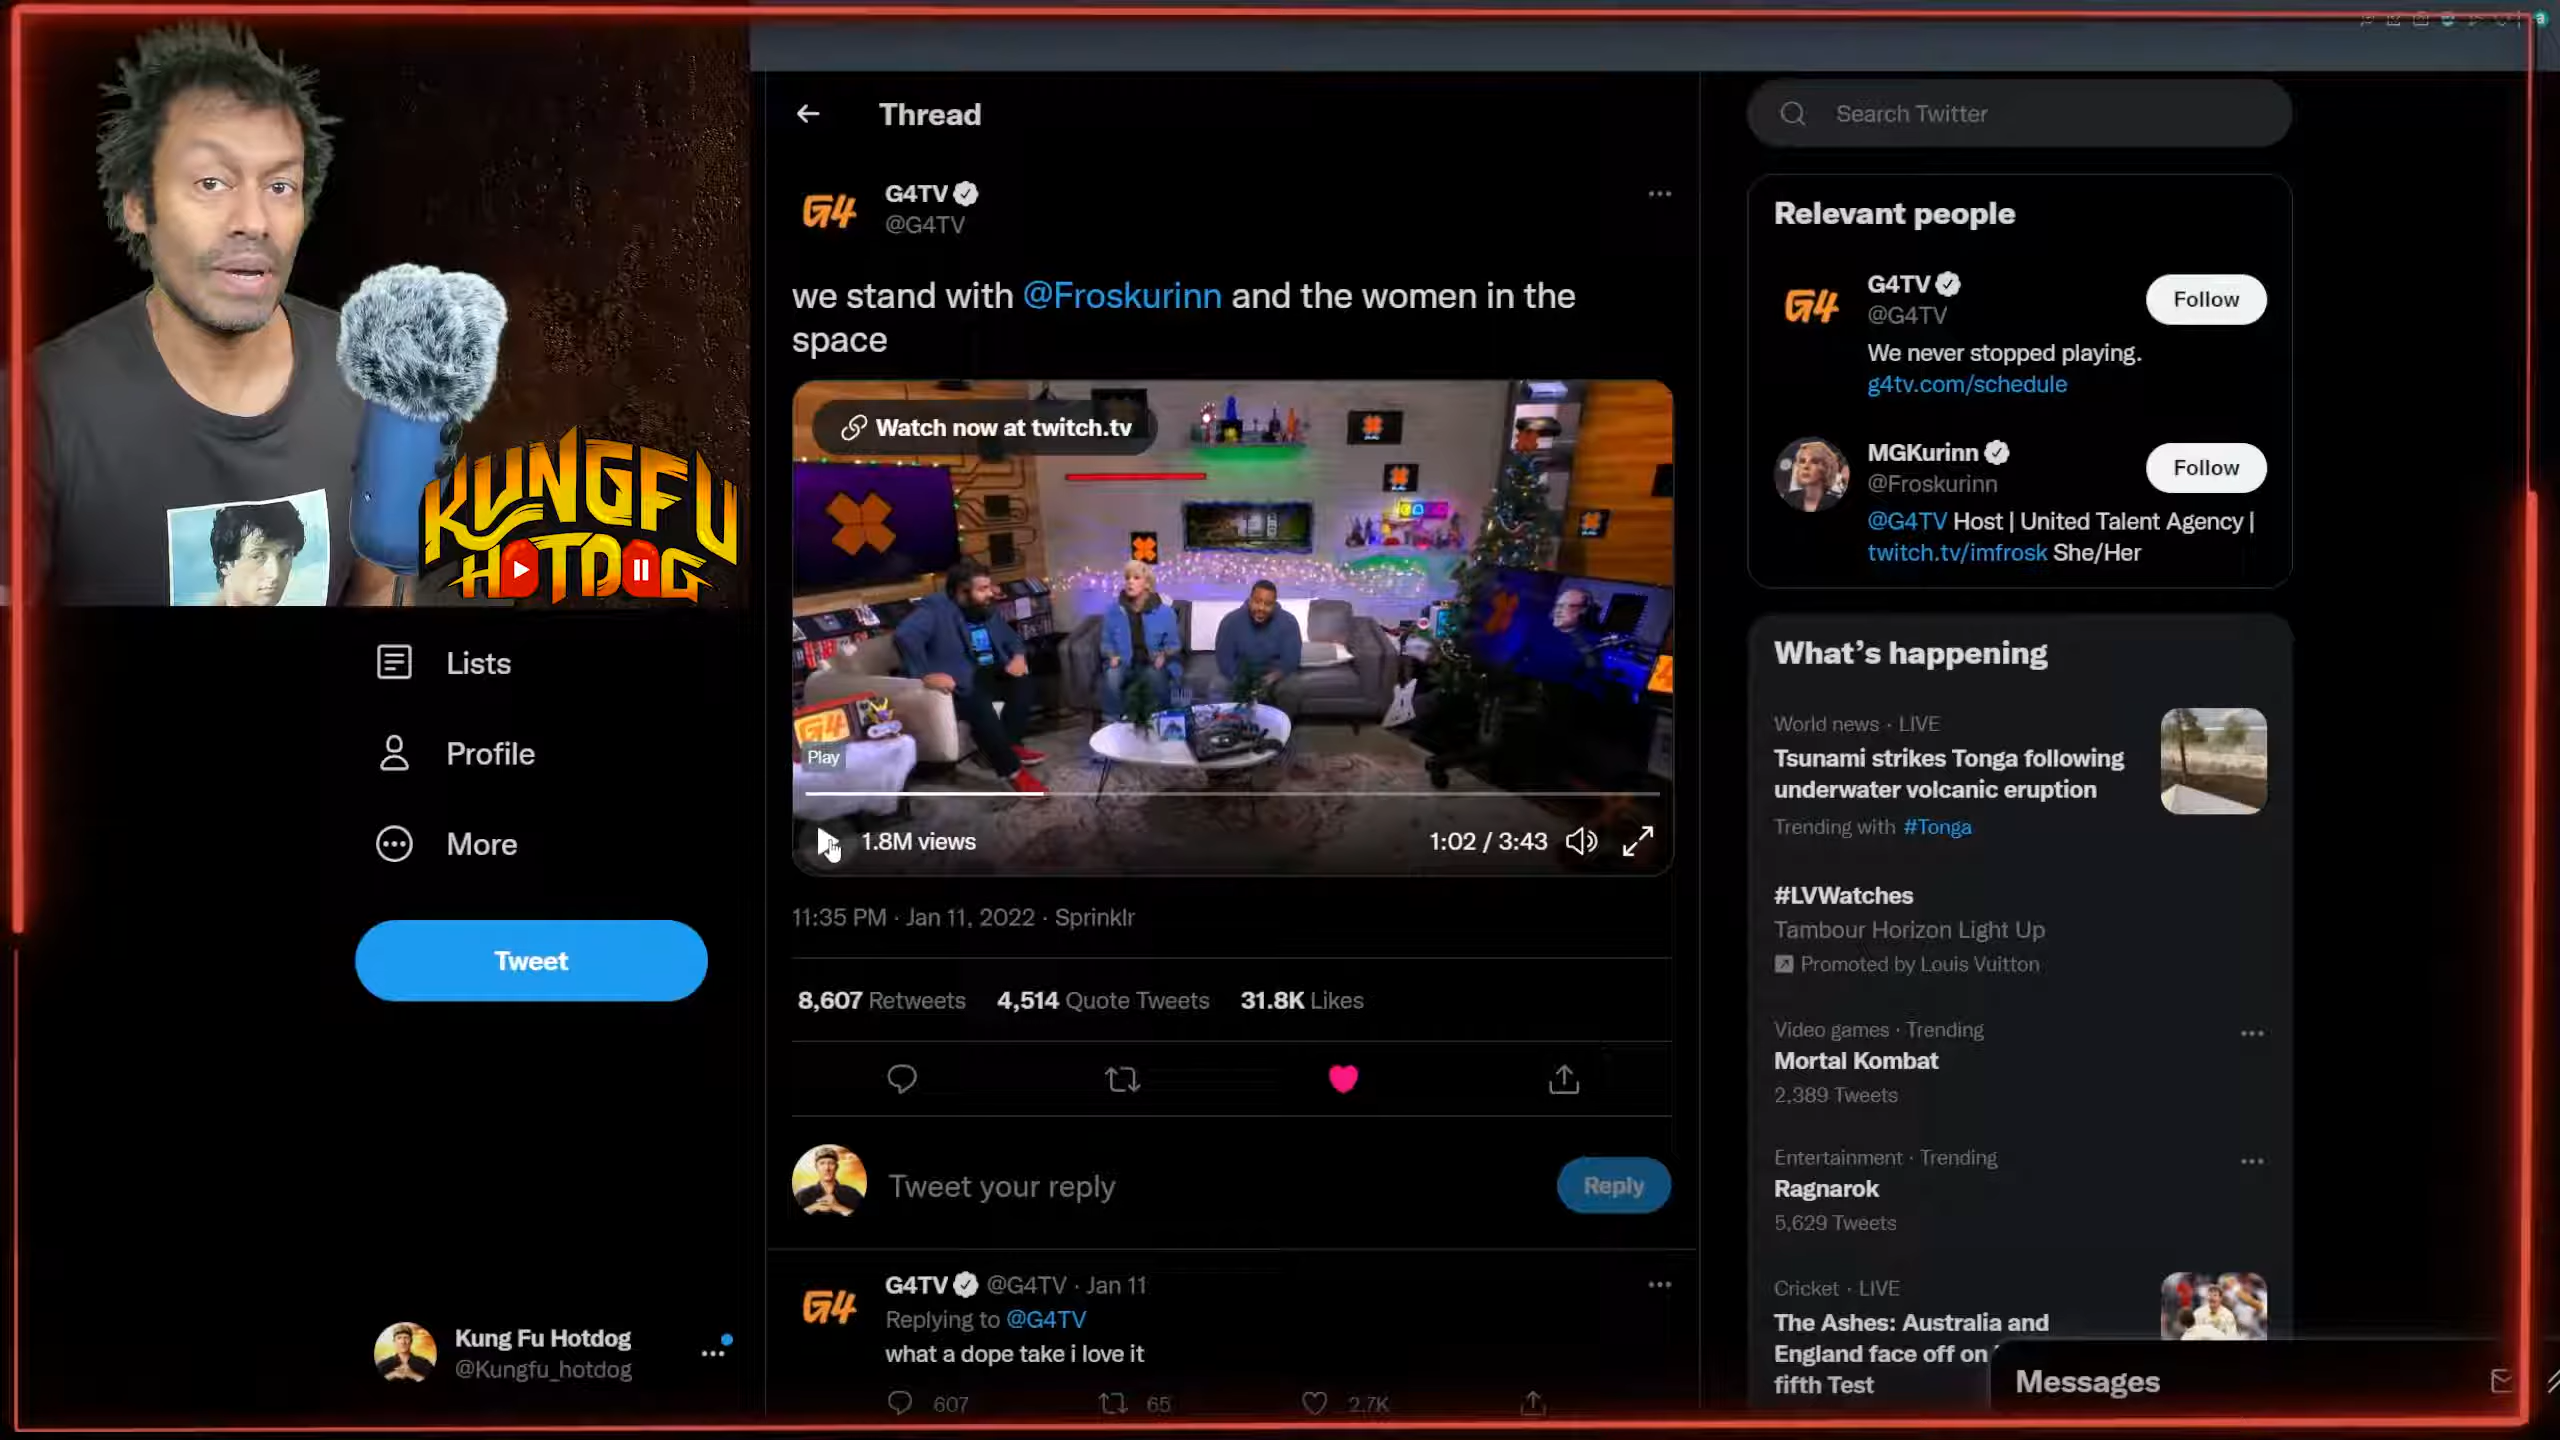 Thread
Search Twitter
G4
G4TV
@G4TV
we stand with @Froskurinn and the women in the
space
Watch now at twitch.tv
G4
Play
1.8M views
1:02 / 3:43
11:35 PM · Jan 11, 2022 · Sprinklr
8,607 Retweets 4,514 Quote Tweets 31.8K Likes
Tweet your reply
Reply
G4
G4TV @G4TV · Jan 11
Replying to @G4TV
what a dope take i love it
607 65 2.7K
KUNGFU
HOTDOG
Lists
Profile
More
Tweet
Kung Fu Hotdog
@Kungfu_hotdog
Relevant people
G4
G4TV
@G4TV
Follow
We never stopped playing.
g4tv.com/schedule
MGKurinn
@Froskurinn
Follow
@G4TV Host | United Talent Agency |
twitch.tv/imfrosk She/Her
What's happening
World news · LIVE
Tsunami strikes Tonga following
underwater volcanic eruption
Trending with #Tonga
#LVWatches
Tambour Horizon Light Up
Promoted by Louis Vuitton
Video games · Trending
Mortal Kombat
2,389 Tweets
Entertainment · Trending
Ragnarok
5,629 Tweets
Cricket · LIVE
The Ashes: Australia and
England face off on
fifth Test
Messages